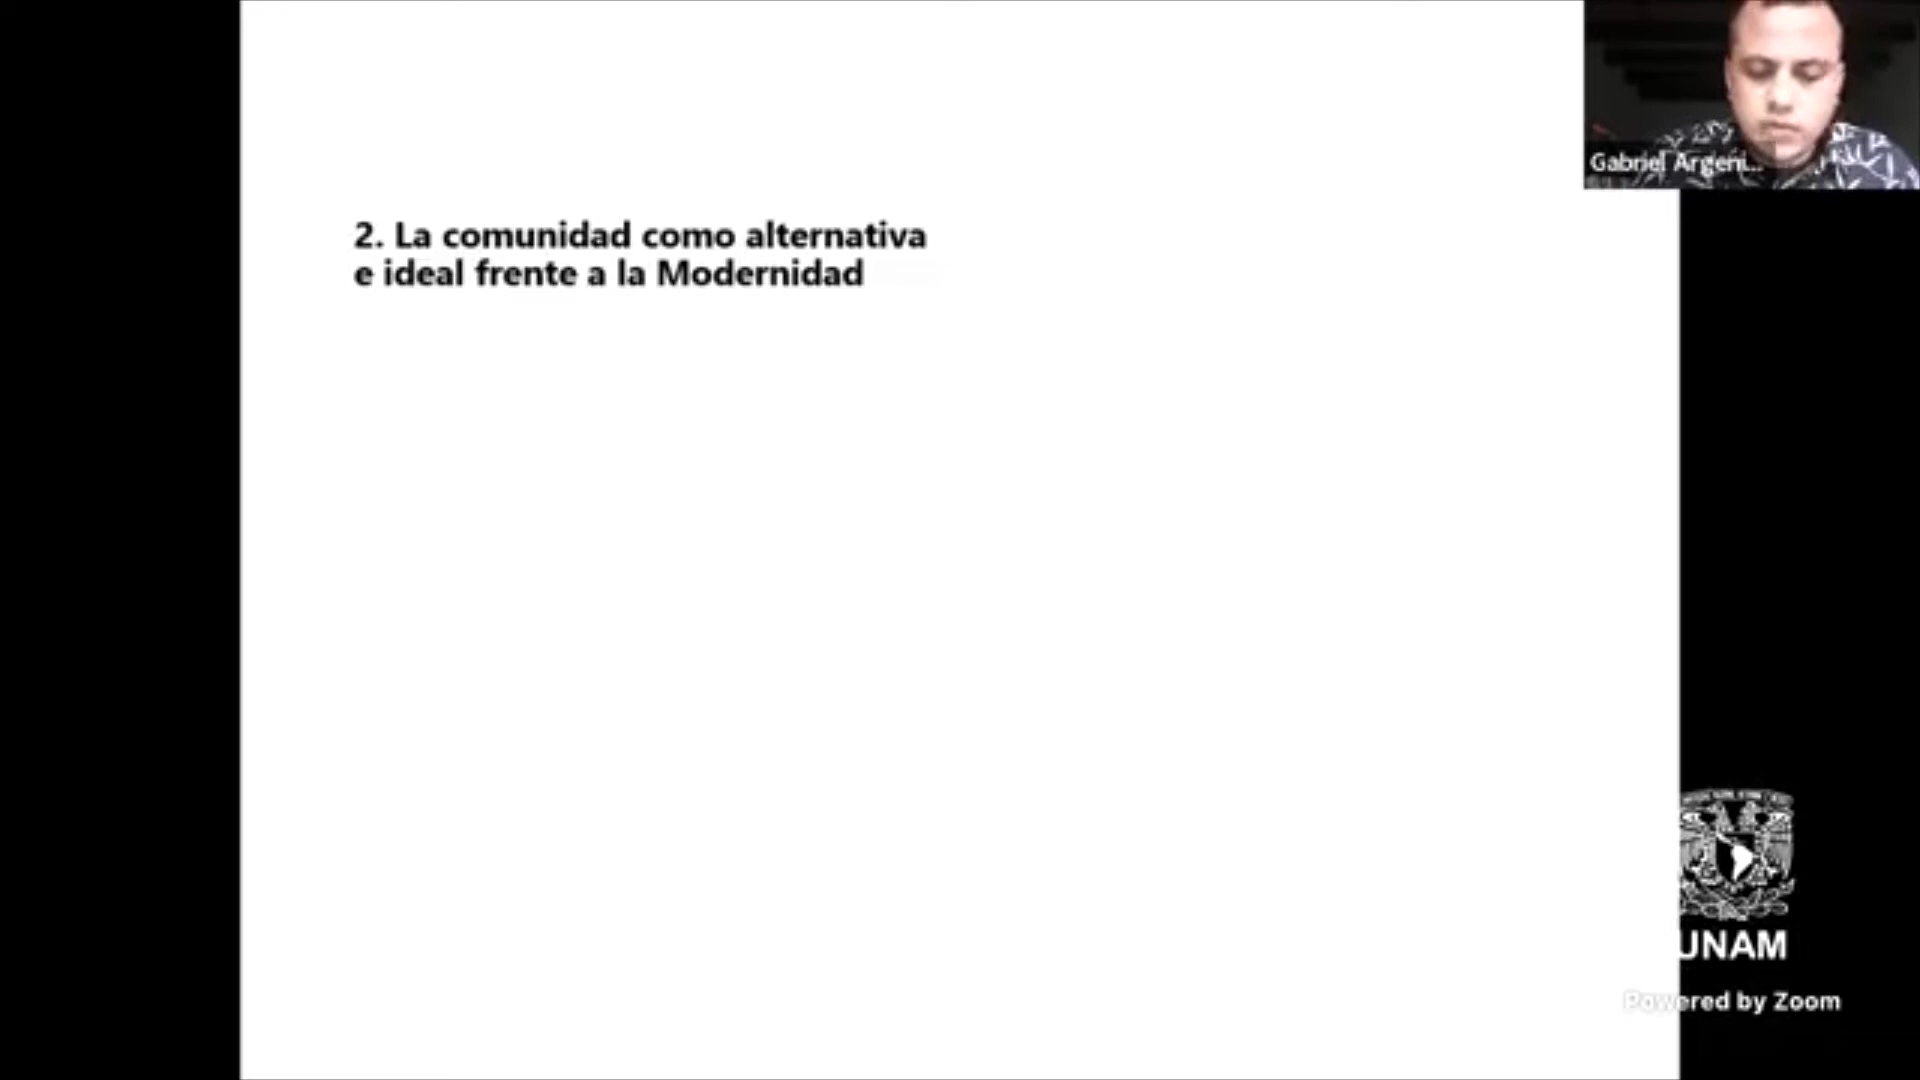 Gabriel Argeni...
2. La comunidad como alternativa
e ideal frente a la Modernidad
UNAM
Powered by Zoom